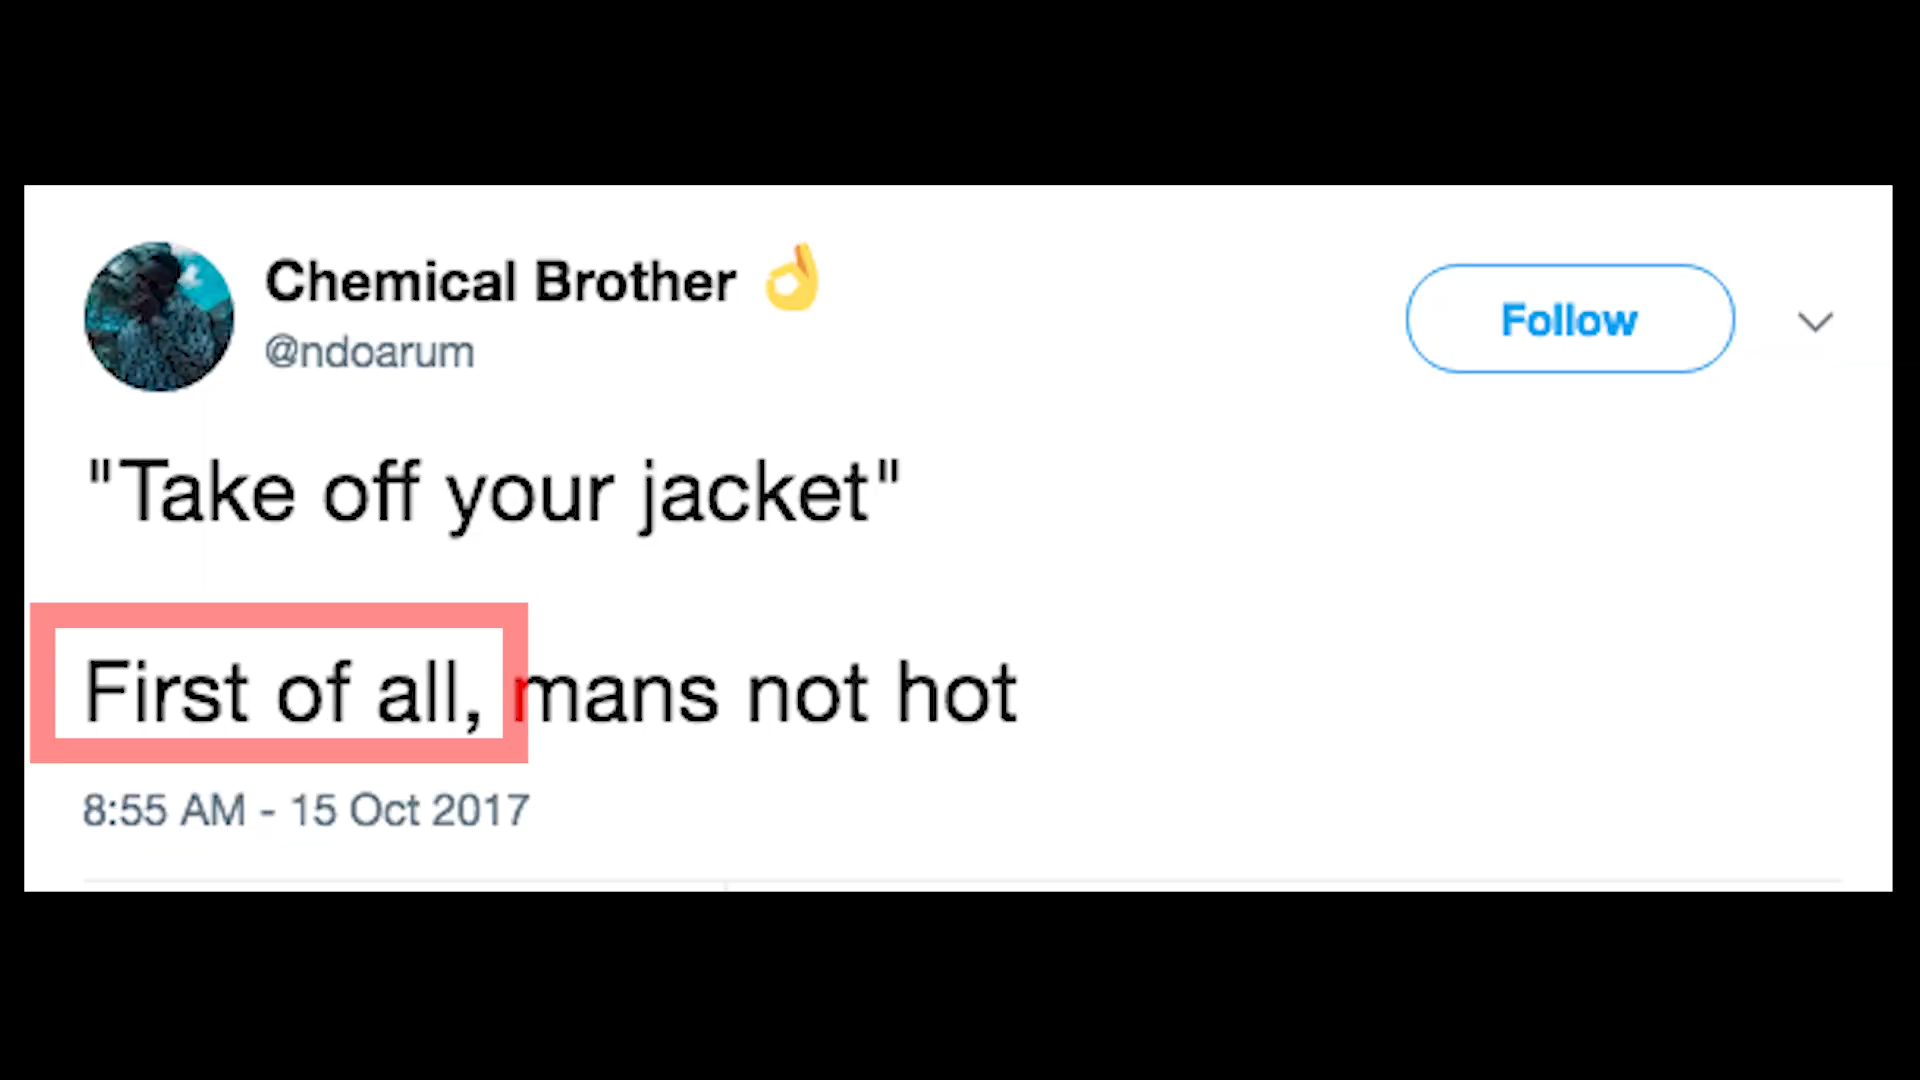 Chemical Brother 👌
@ndoarum
Follow
"Take off your jacket"
First of all, mans not hot
8:55 AM - 15 Oct 2017